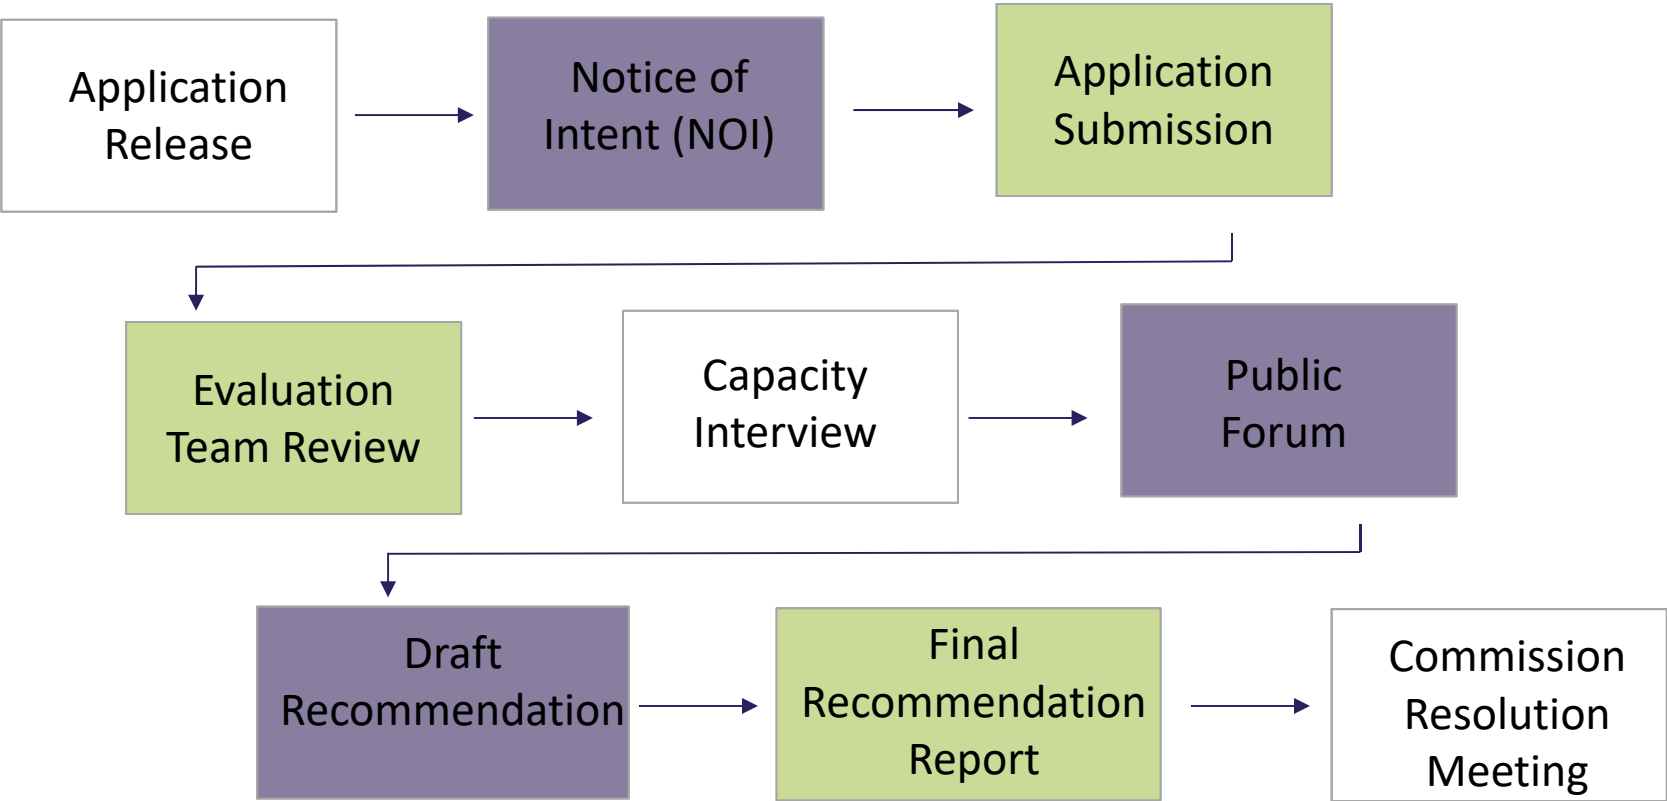 Application
Release
Notice of
Intent (NOI)
Application
Submission
Evaluation
Team Review
Capacity
Interview
Public
Forum
Draft
Recommendation
Final
Recommendation
Report
Commission
Resolution
Meeting